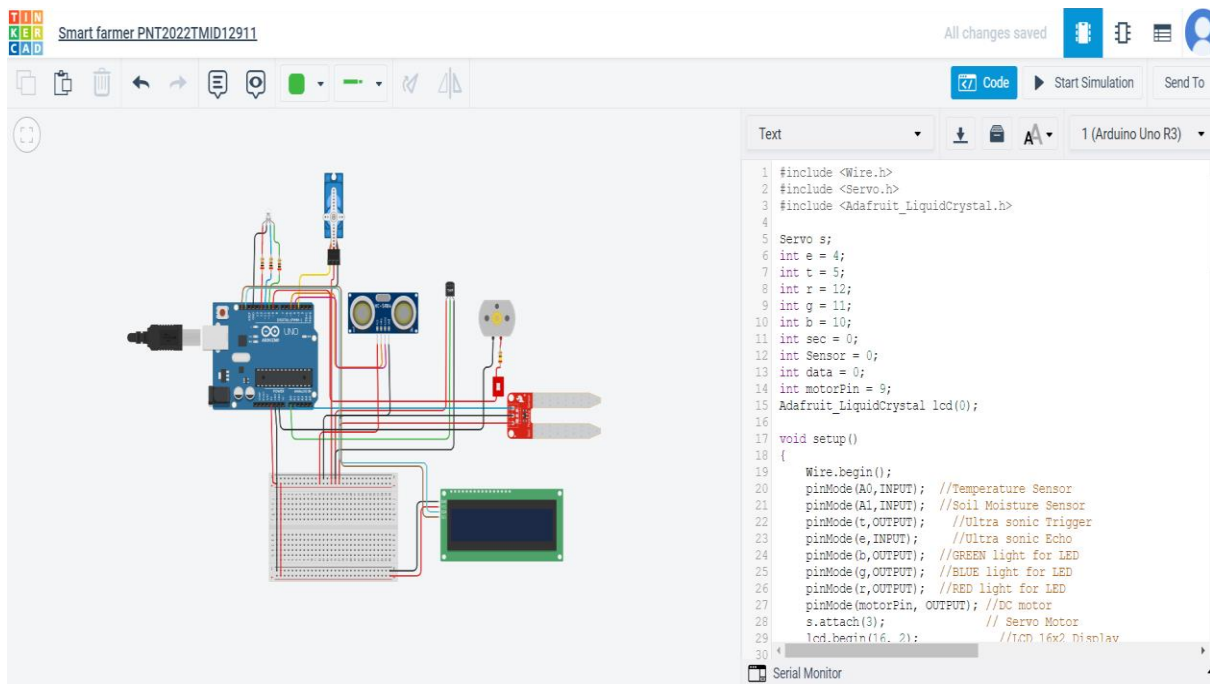 TIN
KER
CAD
Smart farmer PNT2022TMID12911
All changes saved
Code
Start Simulation
Send To
Text
1 (Arduino Uno R3)
1 #include <Wire.h>
2 #include <Servo.h>
3 #include <Adafruit_LiquidCrystal.h>
4
5 Servo s;
6 int e = 4;
7 int t = 5;
8 int r = 12;
9 int g = 11;
10 int b = 10;
11 int sec = 0;
12 int Sensor = 0;
13 int data = 0;
14 int motorPin = 9;
15 Adafruit_LiquidCrystal lcd(0);
16
17 void setup()
18 {
19 Wire.begin();
20 pinMode(A0,INPUT); //Temperature Sensor
21 pinMode(A1,INPUT); //Soil Moisture Sensor
22 pinMode(t,OUTPUT); //Ultra sonic Trigger
23 pinMode(e,INPUT); //Ultra sonic Echo
24 pinMode(b,OUTPUT); //GREEN light for LED
25 pinMode(g,OUTPUT); //BLUE light for LED
26 pinMode(r,OUTPUT); //RED light for LED
27 pinMode(motorPin, OUTPUT); //DC motor
28 s.attach(3); // Servo Motor
29 lcd.begin(16, 2); //LCD 16x2 Display
30
Serial Monitor
UNO